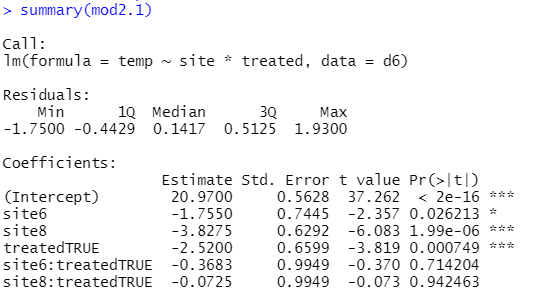 > summary(mod2.1)
Call:
lm(formula = temp ~ site * treated, data = d6)
Residuals:
Min 1Q Median 3Q Max
-1.7500 -0.4429 0.1417 0.5125 1.9300
Coefficients:
Estimate Std. Error t value Pr(>|t|)
(Intercept) 20.9700 0.5628 37.262 < 2e-16 ***
site6 -1.7550 0.7445 -2.357 0.026213 *
site8 -3.8275 0.6292 -6.083 1.99e-06 ***
treatedTRUE -2.5200 0.6599 -3.819 0.000749 ***
site6:treatedTRUE -0.3683 0.9949 -0.370 0.714204
site8:treatedTRUE -0.0725 0.9949 -0.073 0.942463